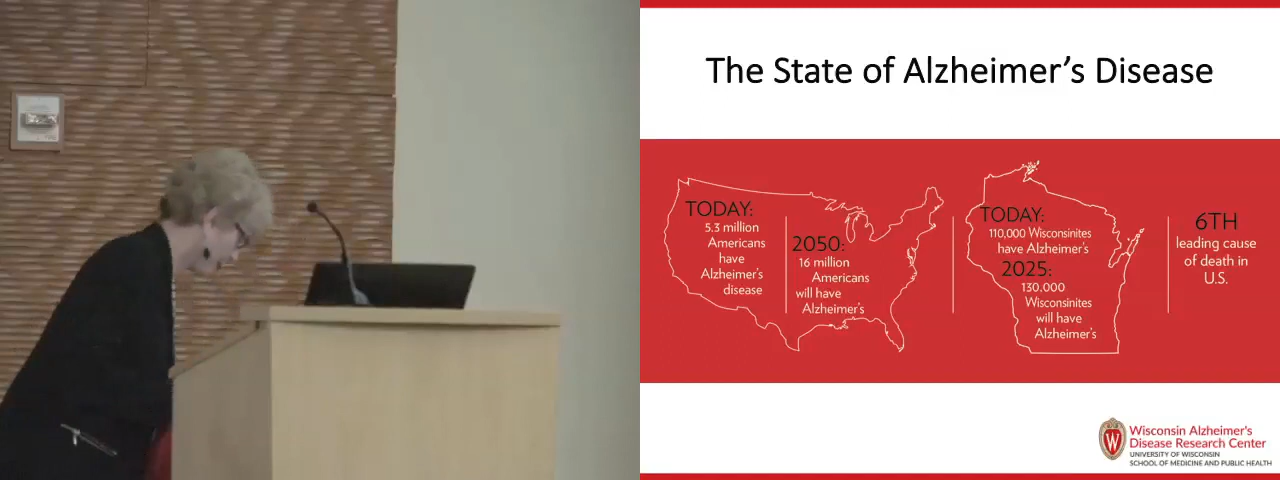 The State of Alzheimer's Disease
TODAY:
5.3 million
Americans
have
Alzheimer's
disease
2050:
16 million
Americans
will have
Alzheimer's
TODAY:
110,000 Wisconsinites
have Alzheimer's
2025:
130,000
Wisconsinites
will have
Alzheimer's
6TH
leading cause
of death in
U.S.
W
Wisconsin Alzheimer's
Disease Research Center
UNIVERSITY OF WISCONSIN
SCHOOL OF MEDICINE AND PUBLIC HEALTH